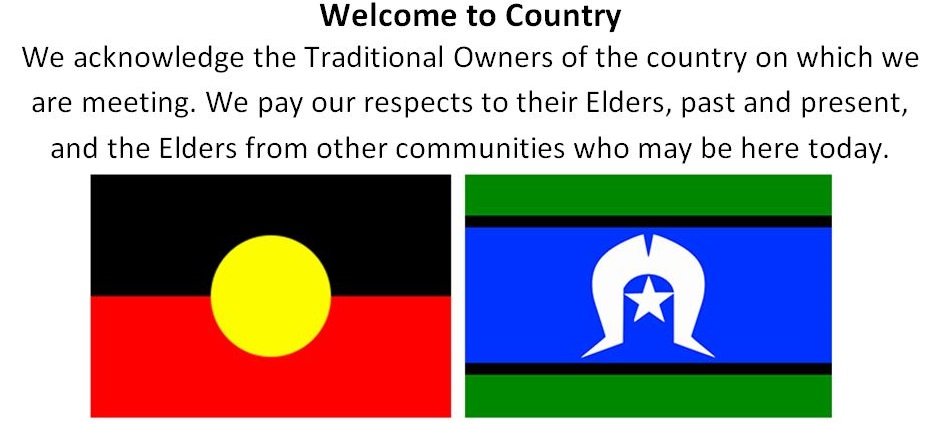 Welcome to Country
We acknowledge the Traditional Owners of the country on which we
are meeting. We pay our respects to their Elders, past and present,
and the Elders from other communities who may be here today.